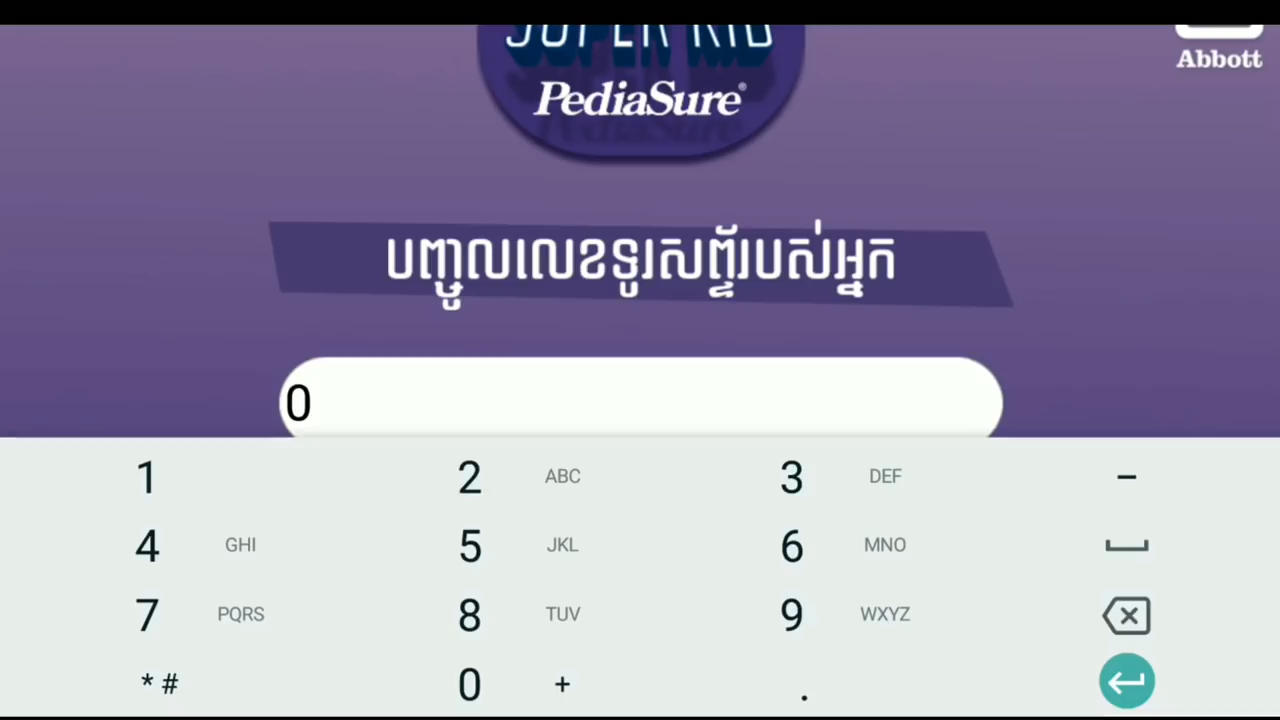 SUPER KID
PediaSure®
Abbott
បញ្ចូលលេខទូរសព្ទ័របស់អ្នក
0
1 2 ABC 3 DEF –
4 GHI 5 JKL 6 MNO
7 PQRS 8 TUV 9 WXYZ
* # 0 + .